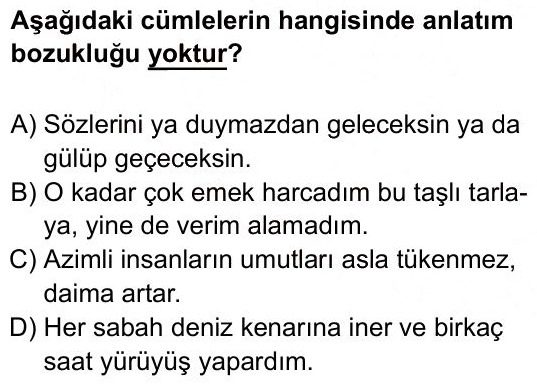 Aşağıdaki cümlelerin hangisinde anlatım
bozukluğu yoktur?
A) Sözlerini ya duymazdan geleceksin ya da
gülüp geçeceksin.
B) O kadar çok emek harcadım bu taşlı tarla-
ya, yine de verim alamadım.
C) Azimli insanların umutları asla tükenmez,
daima artar.
D) Her sabah deniz kenarına iner ve birkaç
saat yürüyüş yapardım.